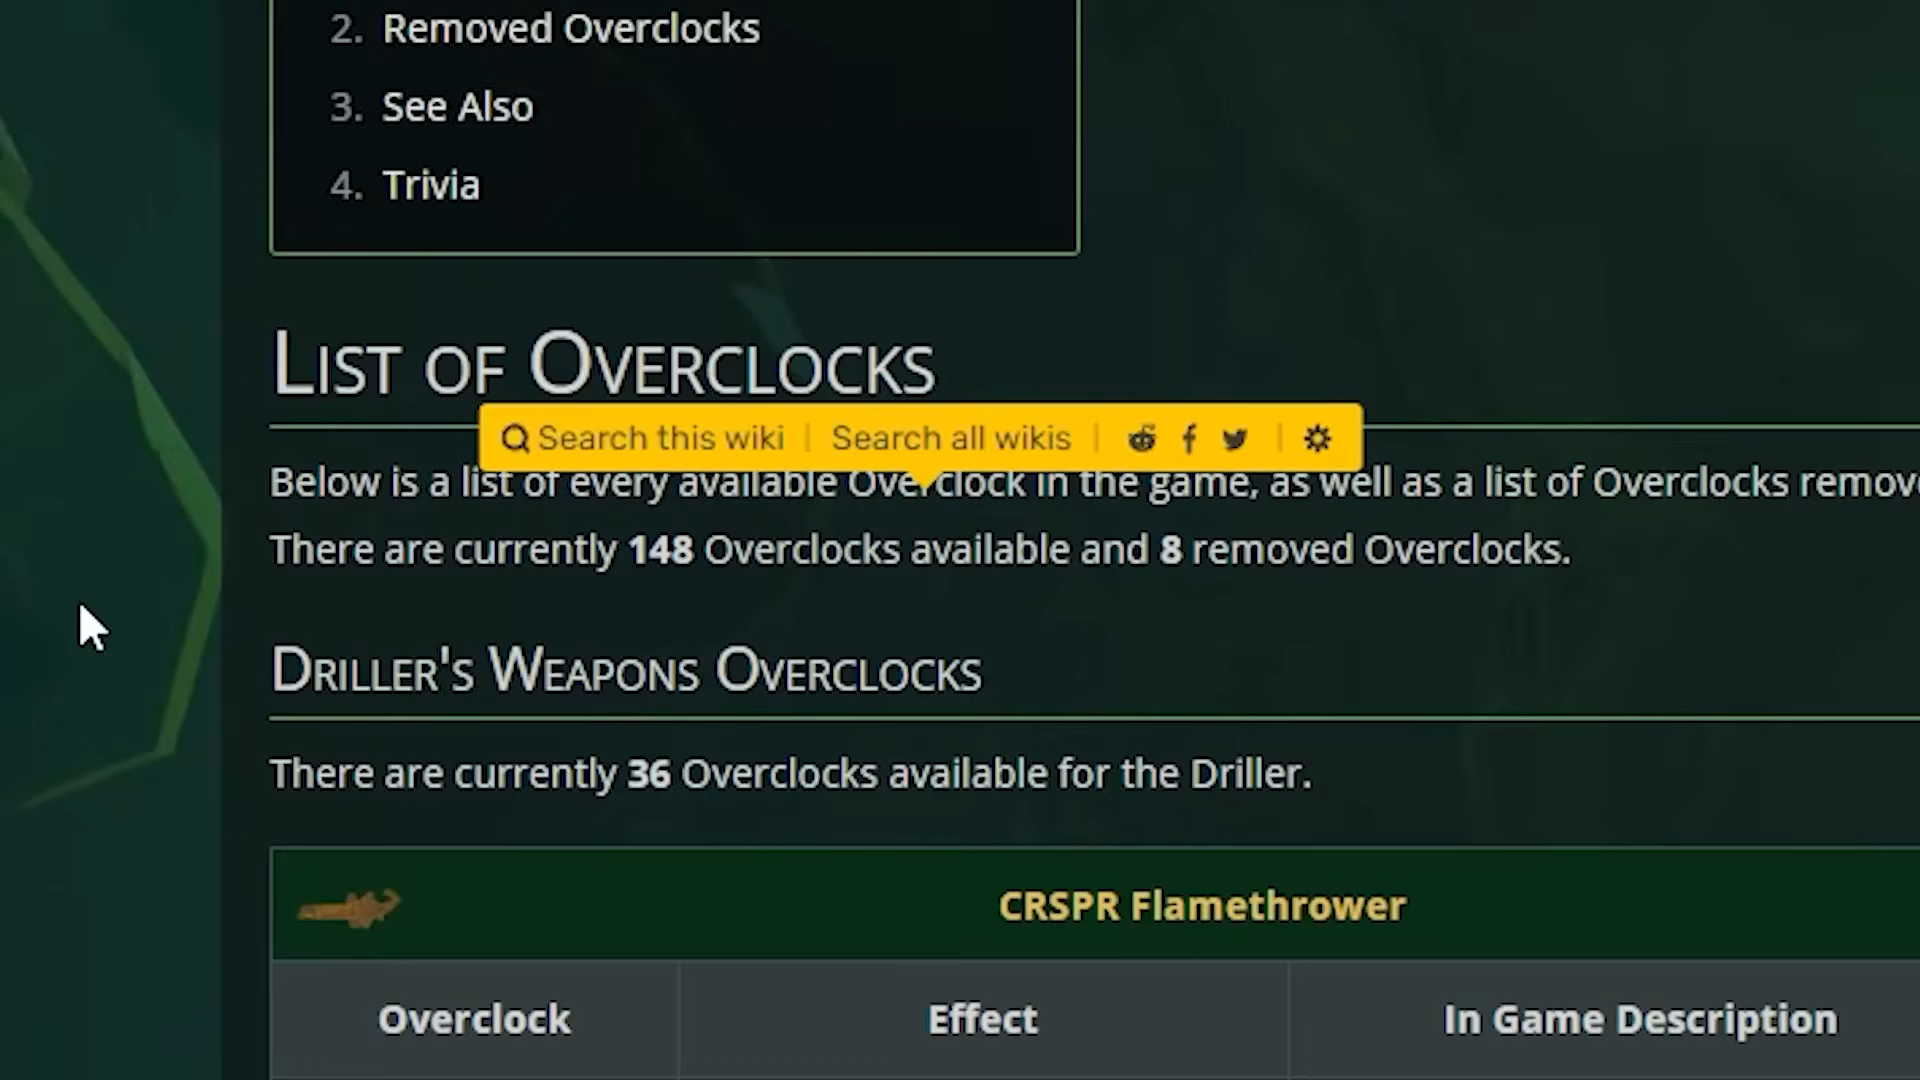 2. Removed Overclocks
3. See Also
4. Trivia
List of Overclocks
Search this wiki | Search all wikis
Below is a list of every available Overclock in the game, as well as a list of Overclocks
There are currently 148 Overclocks available and 8 removed Overclocks.
Driller's Weapons Overclocks
There are currently 36 Overclocks available for the Driller.
CRSPR Flamethrower
Overclock Effect In Game Description